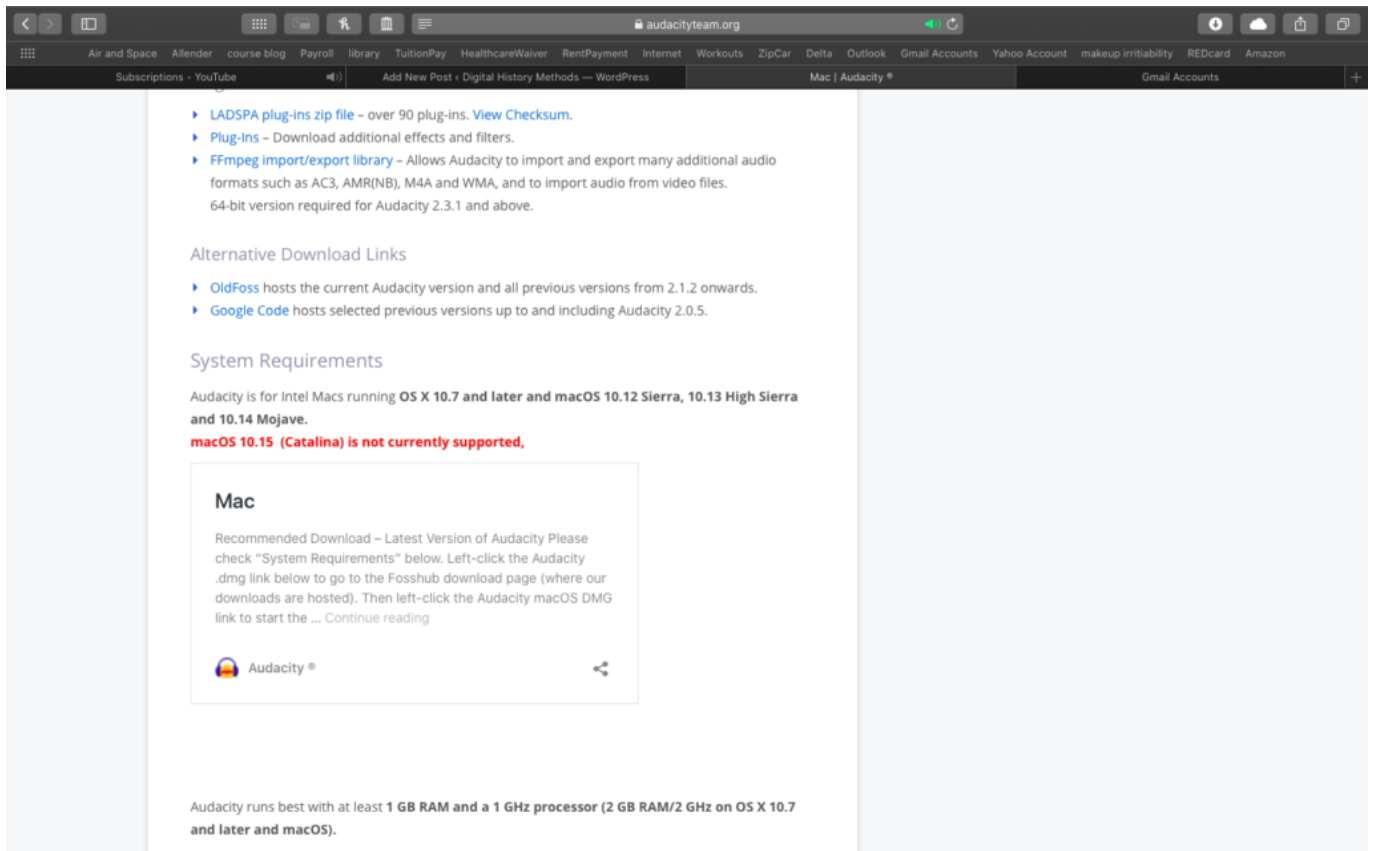 audacityteam.org
Air and Space Allender course blog Payroll library TuitionPay HealthcareWaiver RentPayment Internet Workouts ZipCar Delta Outlook Gmail Accounts Yahoo Account makeup irritiability REDcard Amazon
Subscriptions - YouTube Add New Post ‹ Digital History Methods — WordPress Mac | Audacity ® Gmail Accounts
LADSPA plug-ins zip file – over 90 plug-ins. View Checksum.
Plug-Ins – Download additional effects and filters.
FFmpeg import/export library – Allows Audacity to import and export many additional audio
formats such as AC3, AMR(NB), M4A and WMA, and to import audio from video files.
64-bit version required for Audacity 2.3.1 and above.
Alternative Download Links
OldFoss hosts the current Audacity version and all previous versions from 2.1.2 onwards.
Google Code hosts selected previous versions up to and including Audacity 2.0.5.
System Requirements
Audacity is for Intel Macs running OS X 10.7 and later and macOS 10.12 Sierra, 10.13 High Sierra
and 10.14 Mojave.
macOS 10.15 (Catalina) is not currently supported,
Mac
Recommended Download – Latest Version of Audacity Please
check “System Requirements” below. Left-click the Audacity
.dmg link below to go to the Fosshub download page (where our
downloads are hosted). Then left-click the Audacity macOS DMG
link to start the ... Continue reading
Audacity ®
Audacity runs best with at least 1 GB RAM and a 1 GHz processor (2 GB RAM/2 GHz on OS X 10.7
and later and macOS).